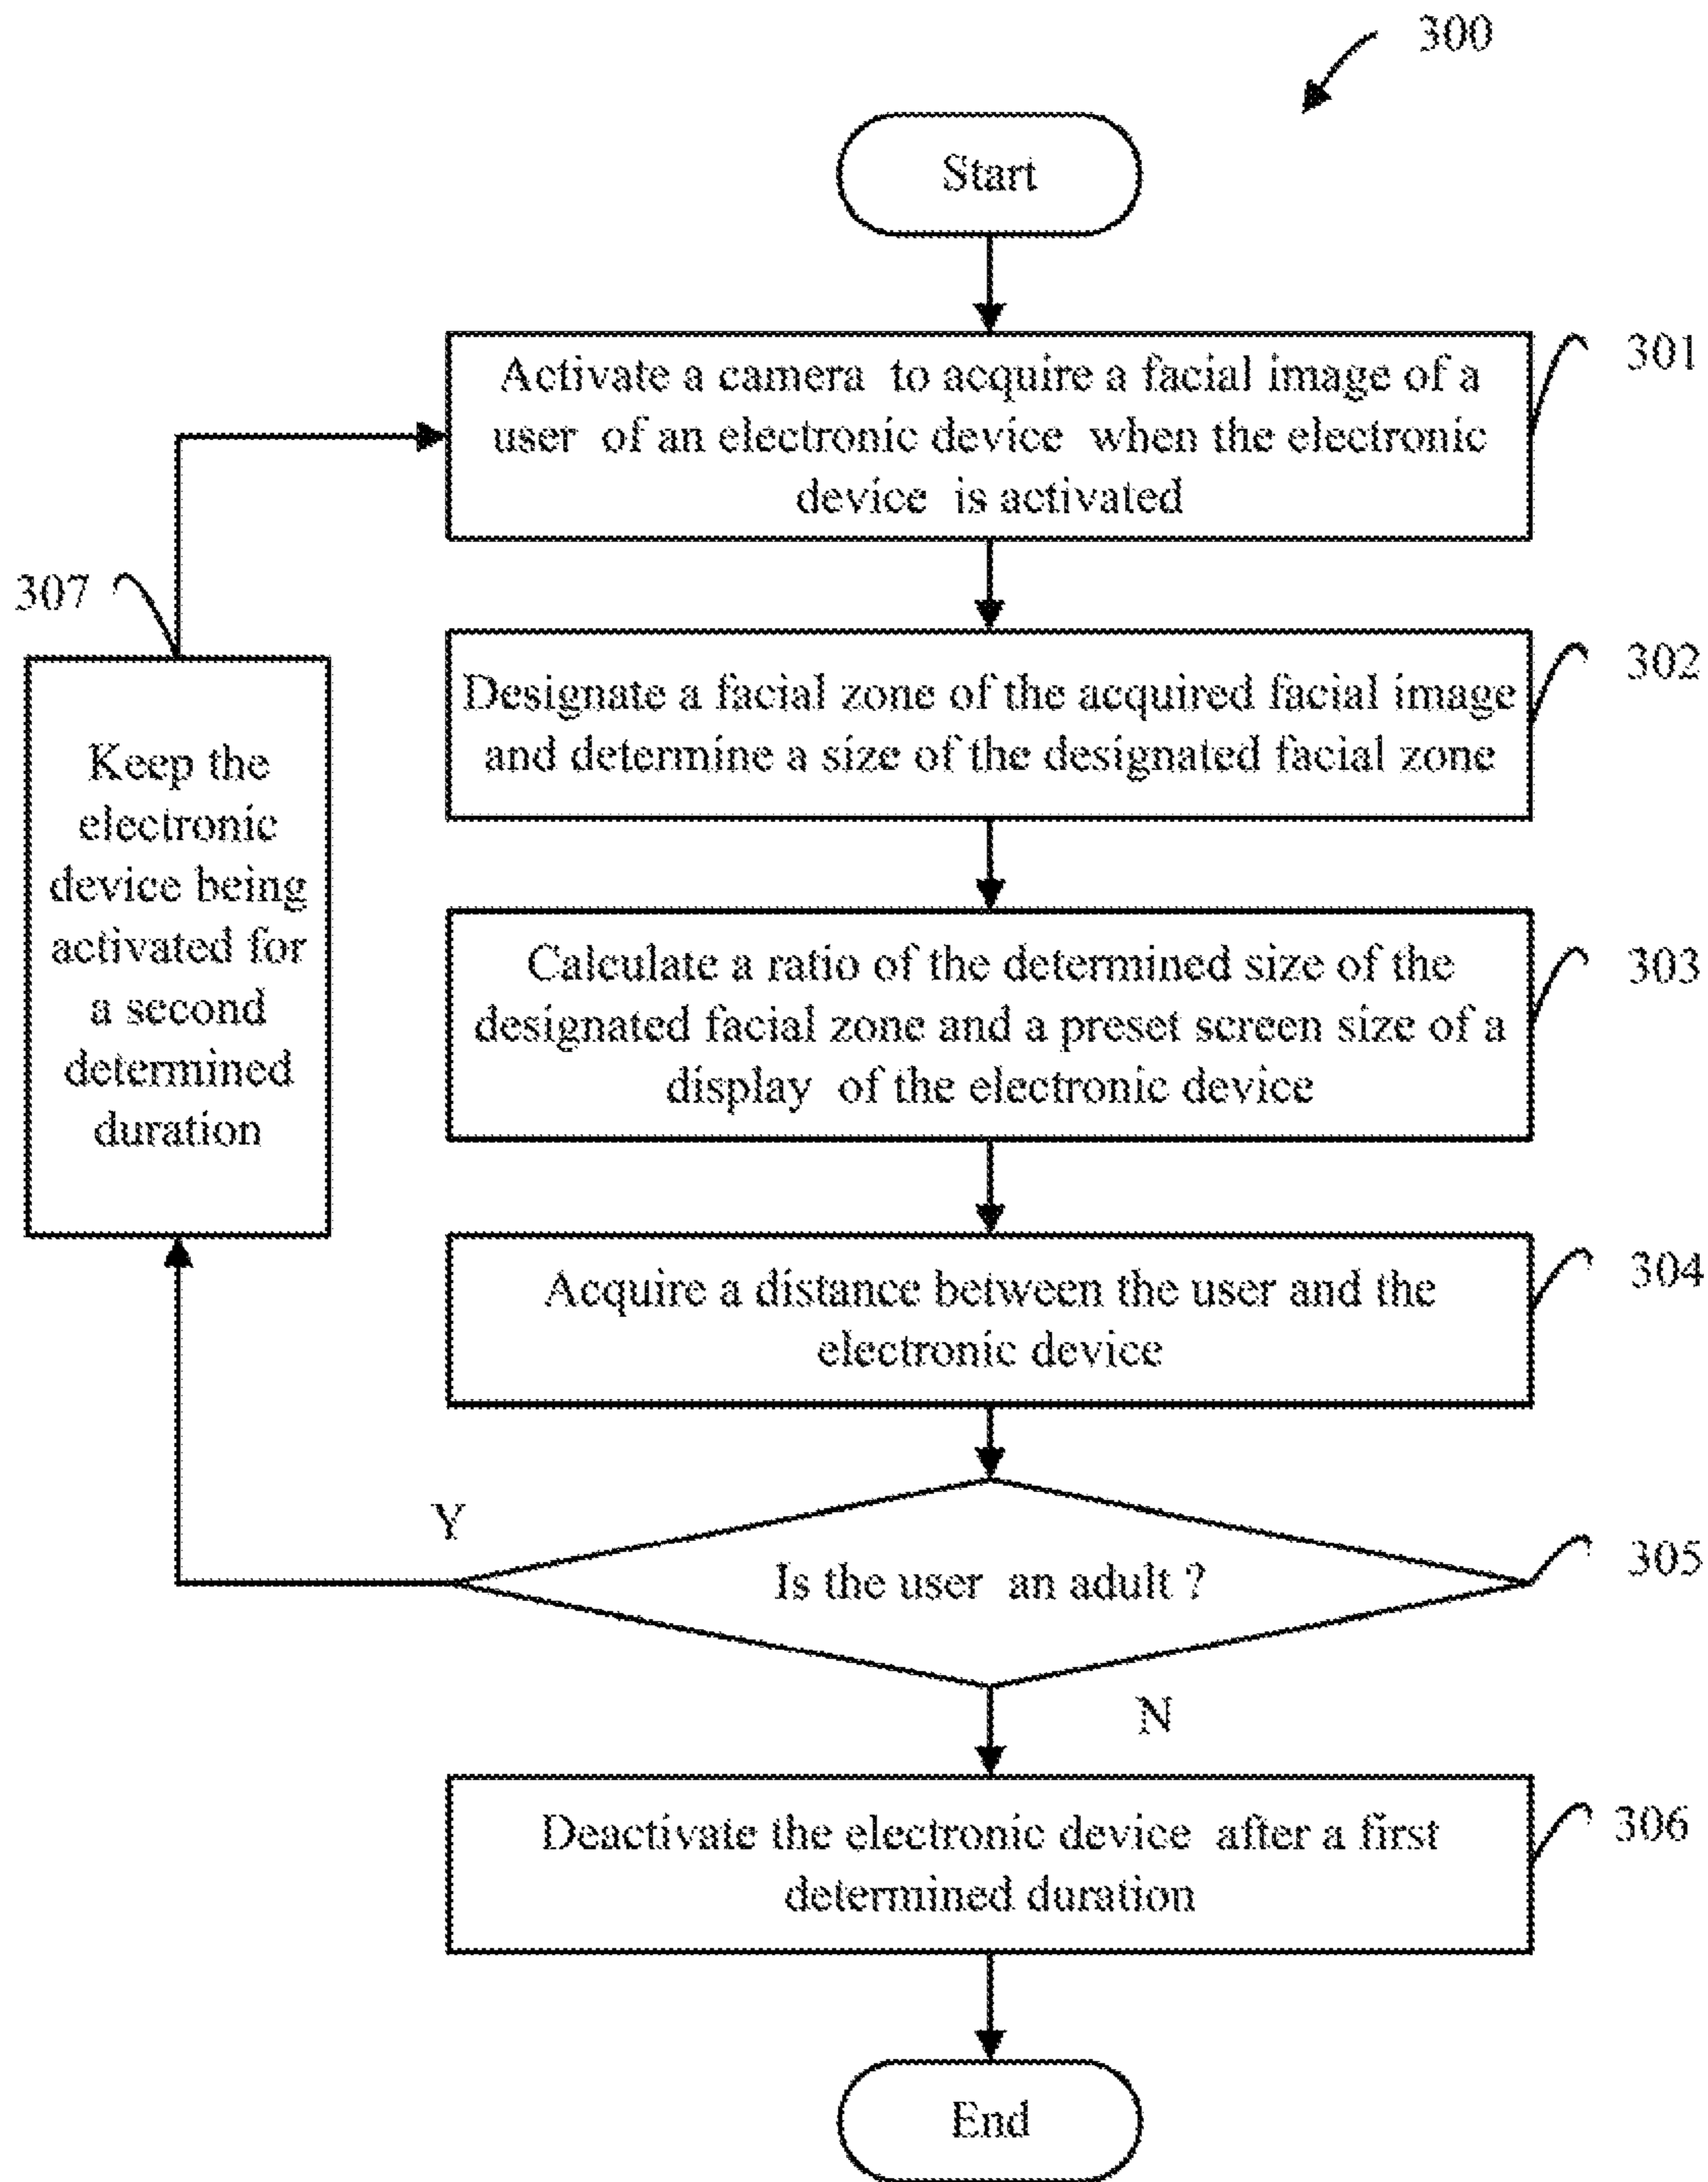 300
Start
Activate a camera to acquire a facial image of a
user of an electronic device when the electronic
device is activated
301
307
Designate a facial zone of the acquired facial image
and determine a size of the designated facial zone
302
Keep the
electronic
device being
activated for
a second
determined
duration
Calculate a ratio of the determined size of the
designated facial zone and a preset screen size of a
display of the electronic device
303
Acquire a distance between the user and the
electronic device
304
Y
Is the user an adult ?
305
N
Deactivate the electronic device after a first
determined duration
306
End